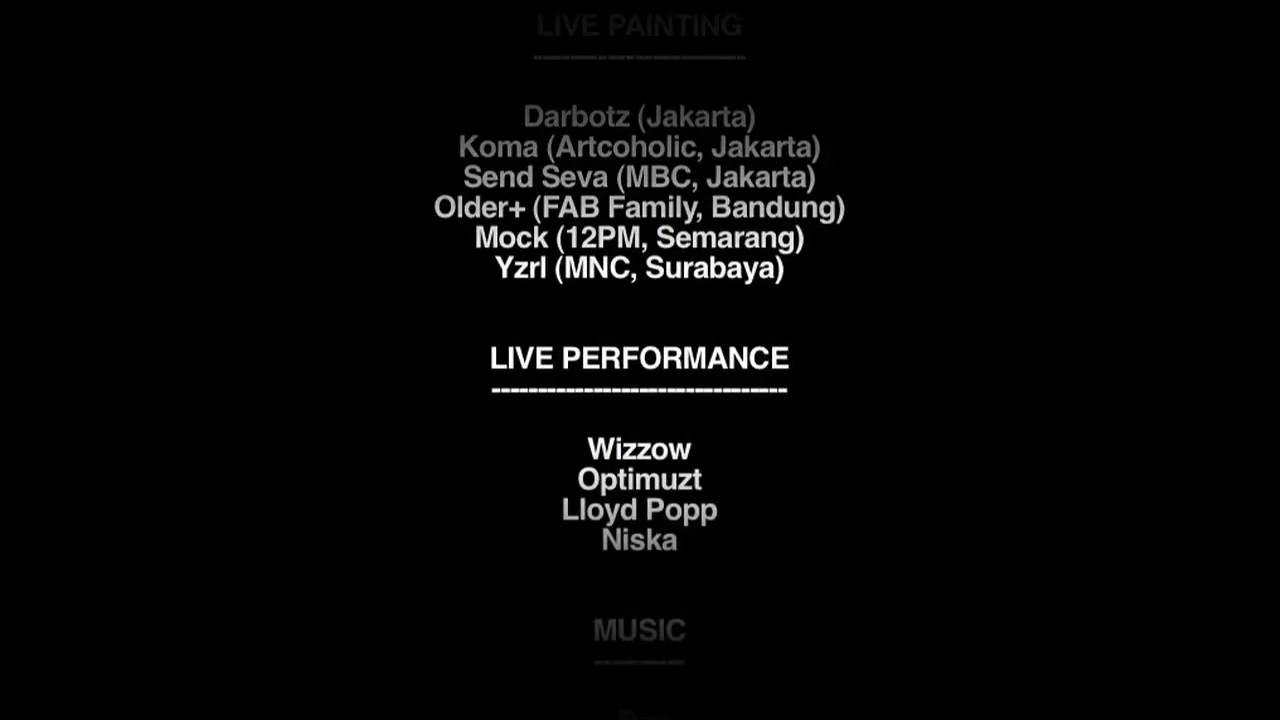 LIVE PAINTING
--------------------------------
Darbotz (Jakarta)
Koma (Artcoholic, Jakarta)
Send Seva (MBC, Jakarta)
Older+ (FAB Family, Bandung)
Mock (12PM, Semarang)
Yzrl (MNC, Surabaya)
LIVE PERFORMANCE
--------------------------------
Wizzow
Optimuzt
Lloyd Popp
Niska
MUSIC
----------